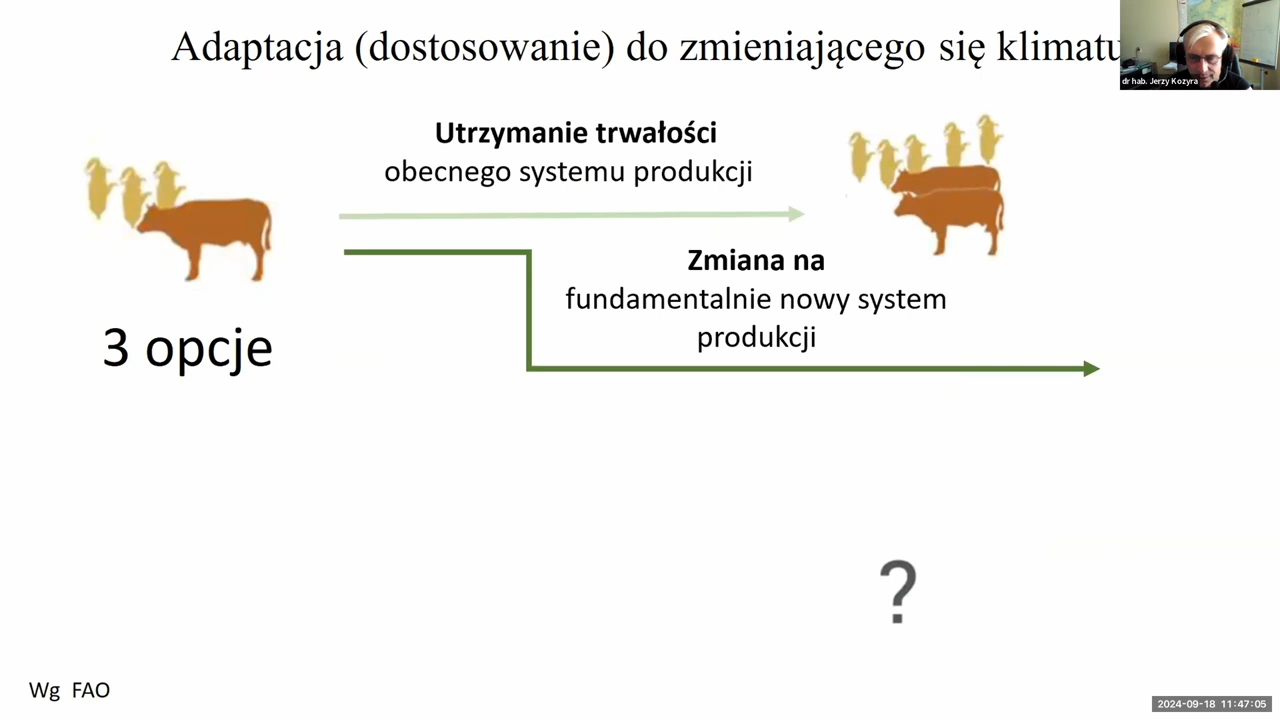 Adaptacja (dostosowanie) do zmieniającego się klimatu
dr hab. Jerzy Kozyra
Utrzymanie trwałości
obecnego systemu produkcji
Zmiana na
fundamentalnie nowy system
produkcji
3 opcje
?
Wg FAO
2024-09-18 11:47:05